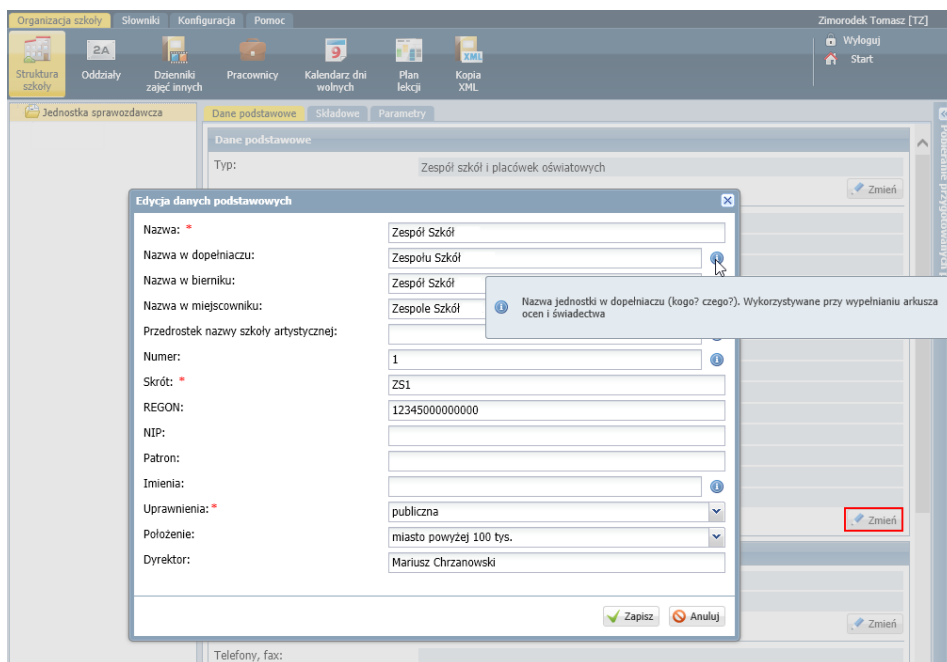 Organizacja szkoły Słowniki Konfiguracja Pomoc Zimorodek Tomasz [TZ]
Wyloguj
Start
2A 9 XML
Struktura szkoły Oddziały Dzienniki zajęć innych Pracownicy Kalendarz dni wolnych Plan lekcji Kopia XML
Jednostka sprawozdawcza Dane podstawowe Składowe Parametry
Dane podstawowe
Typ: Zespół szkół i placówek oświatowych
Zmień
Pobieranie przygotowanych
Edycja danych podstawowych
Nazwa: * Zespół Szkół
Nazwa w dopełniaczu: Zespołu Szkół
Nazwa w bierniku: Zespół Szkół
Nazwa w miejscowniku: Zespole Szkół
Nazwa jednostki w dopełniaczu (kogo? czego?). Wykorzystywane przy wypełnianiu arkusza
ocen i świadectwa
Przedrostek nazwy szkoły artystycznej:
Numer: 1
Skrót: * ZS1
REGON: 12345000000000
NIP:
Patron:
Imienia:
Uprawnienia: * publiczna
Zmień
Położenie: miasto powyżej 100 tys.
Dyrektor: Mariusz Chrzanowski
Zapisz Anuluj
Zmień
Telefony, fax: